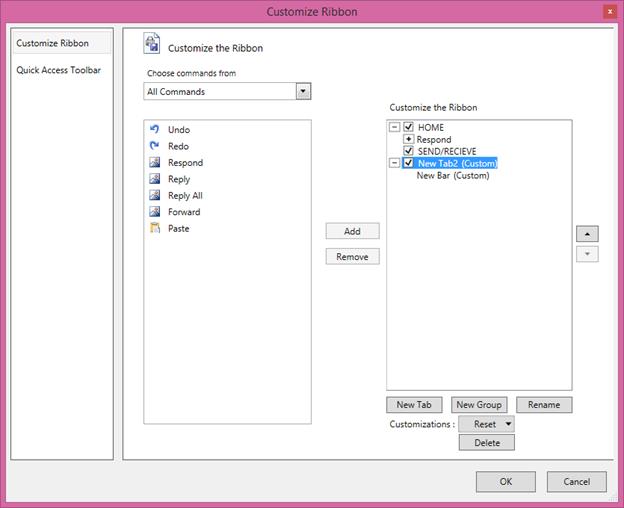 Customize Ribbon
x
Customize Ribbon
Quick Access Toolbar
Customize the Ribbon
Choose commands from
All Commands
Undo
Redo
Respond
Reply
Reply All
Forward
Paste
Add
Remove
Customize the Ribbon
HOME
Respond
SEND/RECIEVE
New Tab2 (Custom)
New Bar (Custom)
New Tab New Group Rename
Customizations : Reset
Delete
OK Cancel